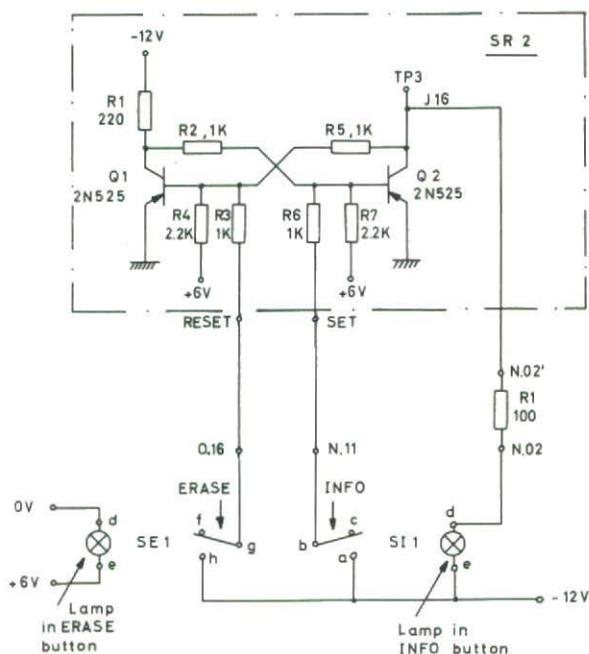 -12V
SR 2
TP3
R1
220
J16
R2, 1K
R5, 1K
Q1
2N525
Q2
2N525
R4
2.2K
R3
1K
R6
1K
R7
2.2K
+6V
+6V
RESET
SET
N.02'
R1
100
N.02
0.16
N.11
ERASE
INFO
0V
d
SE1
f
g
h
b
c
a
SI1
d
e
e
+6V
-12V
Lamp
in ERASE
button
Lamp in
INFO button